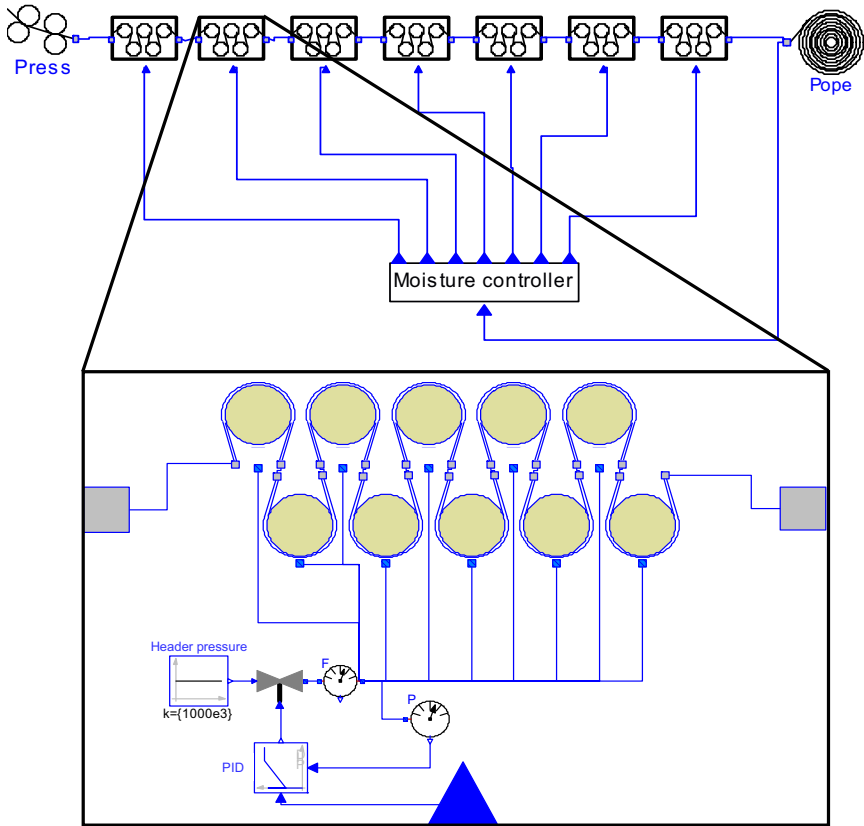 Press
Pope
Moisture controller
Header pressure
F
k={1000e3}
P
PID